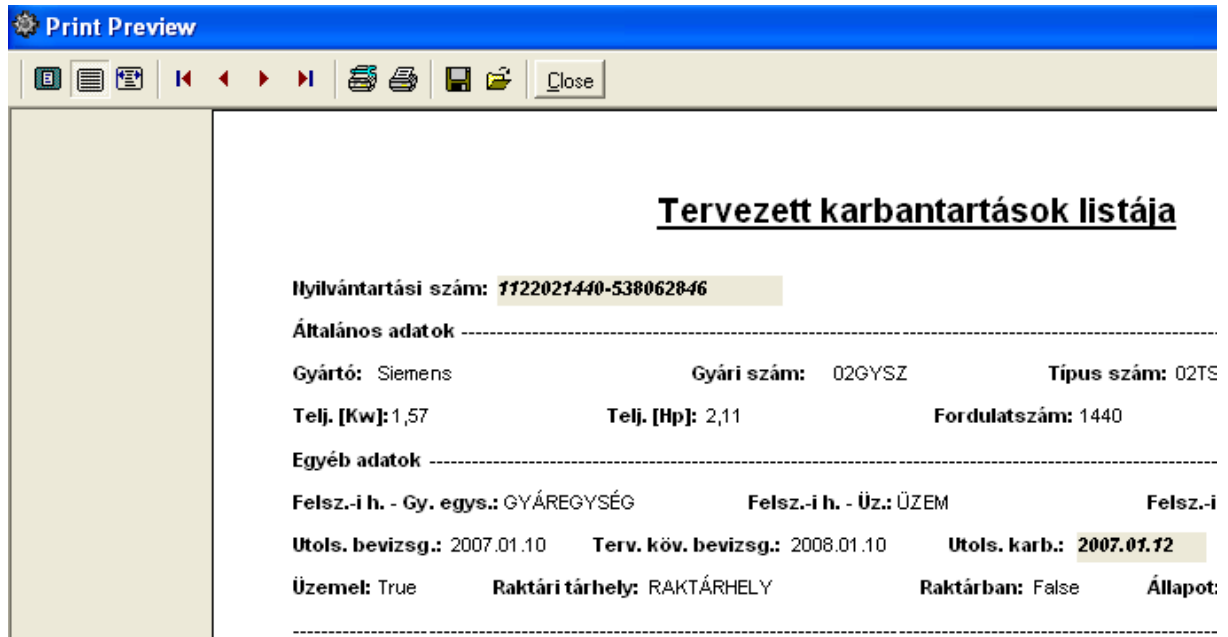 Print Preview
Close
Tervezett karbantartások listája
Nyilvántartási szám: 1122021440-538062846
Általános adatok
Gyártó: Siemens Gyári szám: 02GYSZ Típus szám: 02TS
Telj. [Kw]: 1,57 Telj. [Hp]: 2,11 Fordulatszám: 1440
Egyéb adatok
Felsz.-i h. - Gy. egys.: GYÁREGYSÉG Felsz.-i h. - Üz.: ÜZEM Felsz.-i
Utols. bevizsg.: 2007.01.10 Terv. köv. bevizsg.: 2008.01.10 Utols. karb.: 2007.01.12
Üzemel: True Raktári tárhely: RAKTÁRHELY Raktárban: False Állapot: